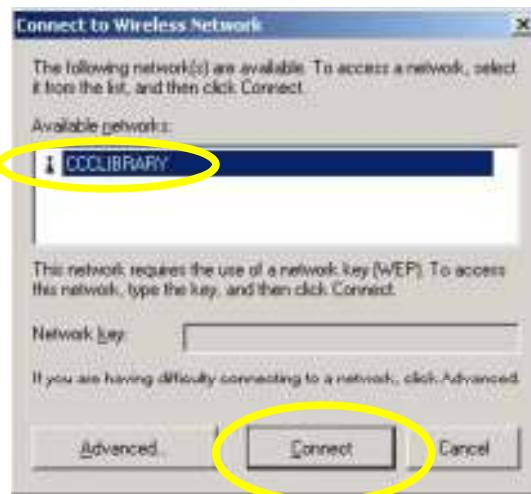 Connect to Wireless Network
The following network(s) are available. To access a network, select
it from the list, and then click Connect.
Available networks:
CCCLIBRARY
This network requires the use of a network key (WEP). To access
this network, type the key, and then click Connect.
Network key:
If you are having difficulty connecting to a network, click Advanced.
Advanced...
Connect
Cancel